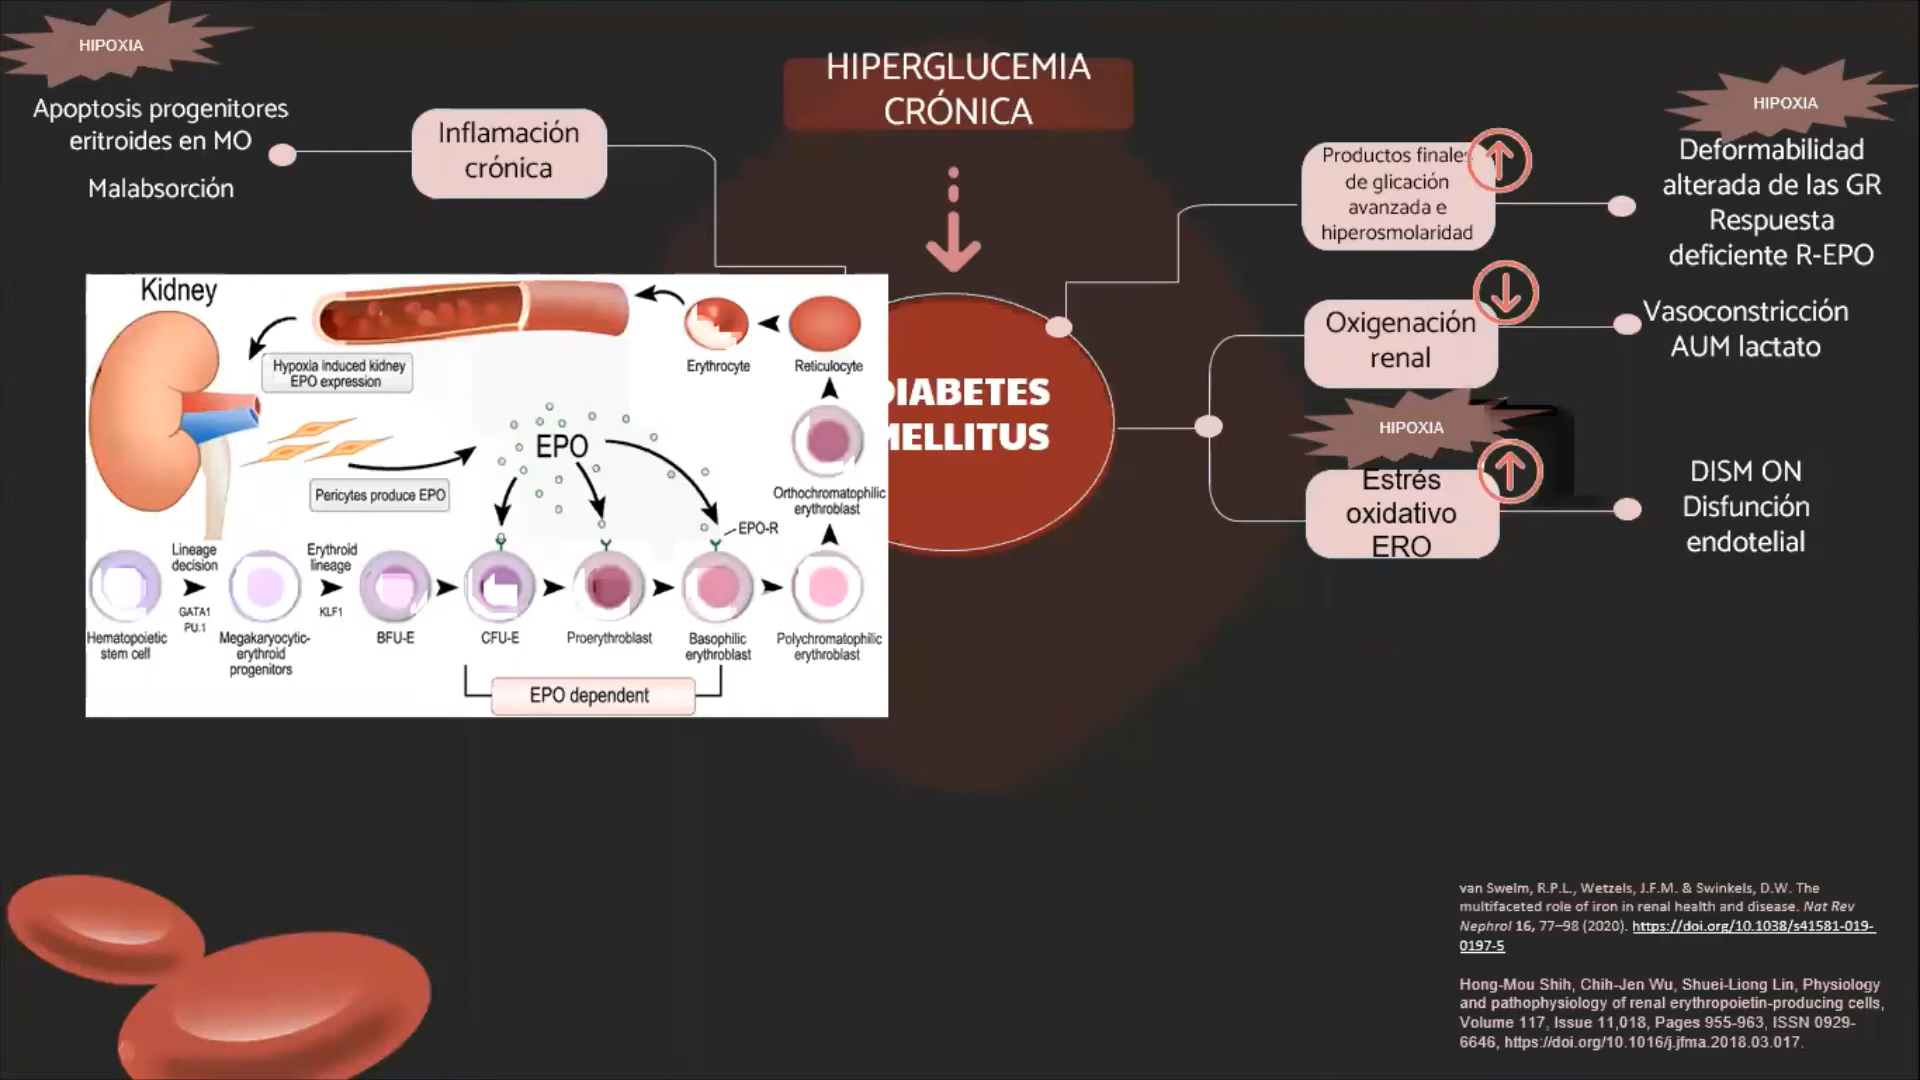 HIPOXIA
Apoptosis progenitores
eritroides en MO
Malabsorción
Inflamación
crónica
HIPERGLUCEMIA
CRÓNICA
Productos finales
de glicación
avanzada e
hiperosmolaridad
HIPOXIA
Deformabilidad
alterada de las GR
Respuesta
deficiente R-EPO
Oxigenación
renal
Vasoconstricción
AUM lactato
HIPOXIA
Estrés
oxidativo
ERO
DISM ON
Disfunción
endotelial
DIABETES
MELLITUS
Kidney
Hypoxia induced kidney
EPO expression
Erythrocyte
Reticulocyte
EPO
Pericytes produce EPO
Orthochromatophilic
erythroblast
EPO-R
Lineage
decision
GATA1
PU.1
Erythroid
lineage
KLF1
Hematopoietic
stem cell
Megakaryocytic-
erythroid
progenitors
BFU-E
CFU-E
Proerythroblast
Basophilic
erythroblast
Polychromatophilic
erythroblast
EPO dependent
van Swelm, R.P.L., Wetzels, J.F.M. & Swinkels, D.W. The
multifaceted role of iron in renal health and disease. Nat Rev
Nephrol 16, 77–98 (2020). https://doi.org/10.1038/s41581-019-
0197-5
Hong-Mou Shih, Chih-Jen Wu, Shuei-Liong Lin, Physiology
and pathophysiology of renal erythropoietin-producing cells,
Volume 117, Issue 11,018, Pages 955-963, ISSN 0929-
6646, https://doi.org/10.1016/j.jfma.2018.03.017.